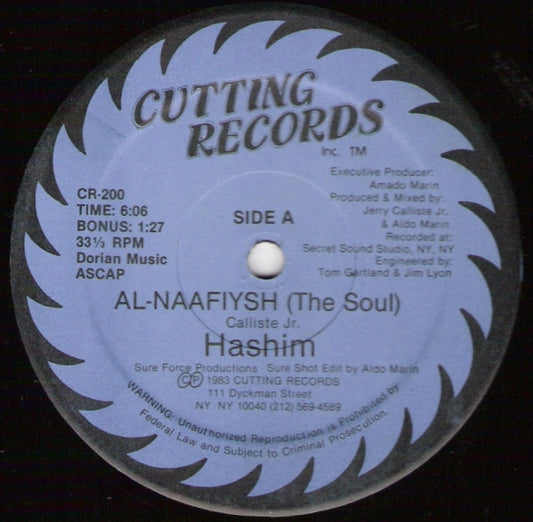 CUTTING
RECORDS
Inc. TM
Executive Producer:
Amado Marin
Produced & Mixed by:
Jerry Calliste Jr.
& Aldo Marin
Recorded at:
Secret Sound Studio, NY, NY
Engineered by:
Tom Gartland & Jim Lyon
CR-200
TIME: 6:06
BONUS: 1:27
33⅓ RPM
Dorian Music
ASCAP
SIDE A
AL-NAAFIYSH (The Soul)
Calliste Jr.
Hashim
Sure Force Productions Sure Shot Edit by Aldo Marin
©℗ 1983 CUTTING RECORDS
111 Dyckman Street
NY NY 10040 (212) 569-4589
WARNING: Unauthorized Reproduction is Prohibited by
Federal Law and Subject to Criminal Prosecution.